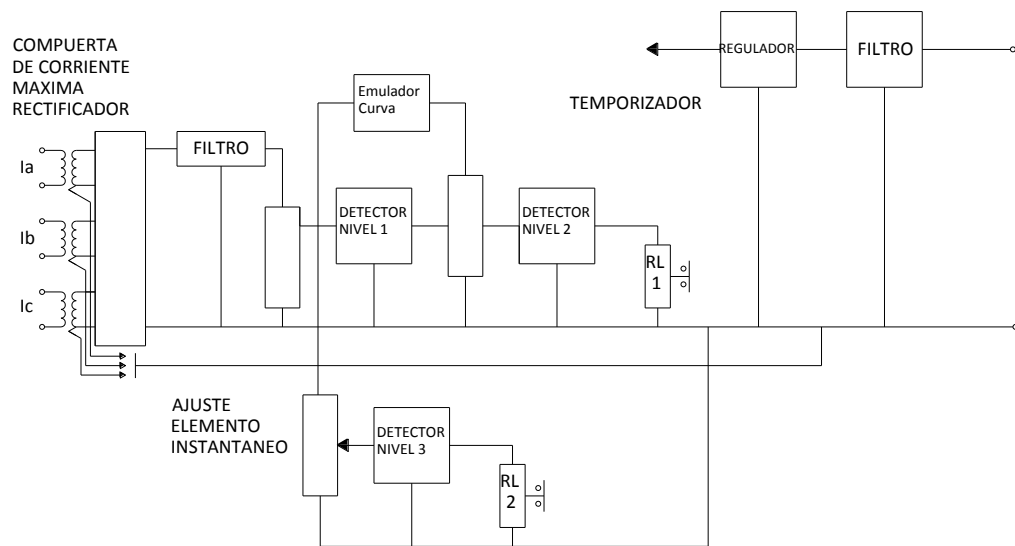 COMPUERTA
DE CORRIENTE
MAXIMA
RECTIFICADOR
Ia
Ib
Ic
FILTRO
Emulador
Curva
DETECTOR
NIVEL 1
DETECTOR
NIVEL 2
RL
1
TEMPORIZADOR
REGULADOR
FILTRO
AJUSTE
ELEMENTO
INSTANTANEO
DETECTOR
NIVEL 3
RL
2